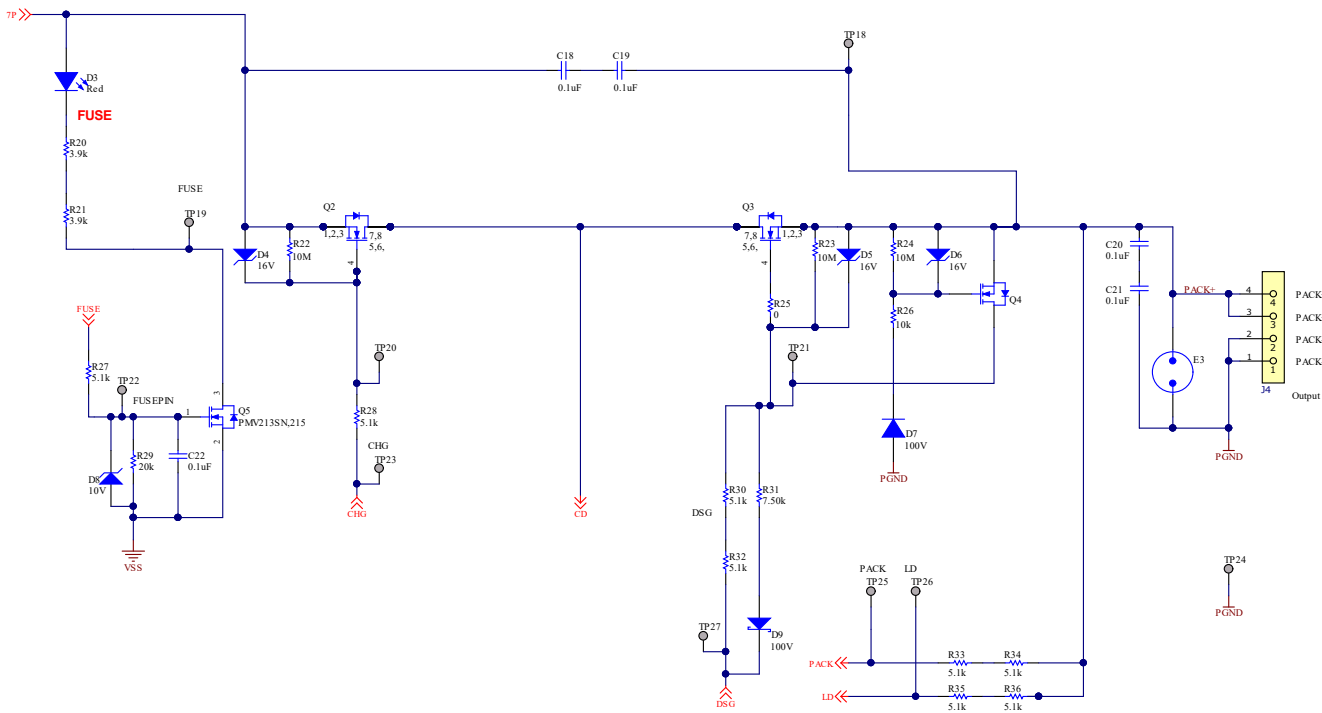 7P
TP18
C18
C19
0.1uF
0.1uF
D3
Red
FUSE
R20
3.9k
R21
3.9k
FUSE
TP19
Q2
1,2,3
7,8
5,6,
4
D4
16V
R22
10M
Q3
7,8
5,6,
1,2,3
4
R23
10M
D5
16V
R24
10M
D6
16V
Q4
R25
0
R26
10k
C20
0.1uF
C21
0.1uF
PACK+
4
4
PACK
3
3
PACK
2
2
PACK
1
1
PACK
J4
Output
E3
PGND
FUSE
R27
5.1k
TP22
FUSEPIN
1
3
2
Q5
PMV213SN,215
D8
10V
R29
20k
C22
0.1uF
VSS
TP20
R28
5.1k
CHG
TP23
CHG
CD
TP21
D7
100V
PGND
DSG
R30
5.1k
R31
7.50k
R32
5.1k
TP27
D9
100V
DSG
PACK
TP25
LD
TP26
PACK
R33
5.1k
R34
5.1k
LD
R35
5.1k
R36
5.1k
TP24
PGND